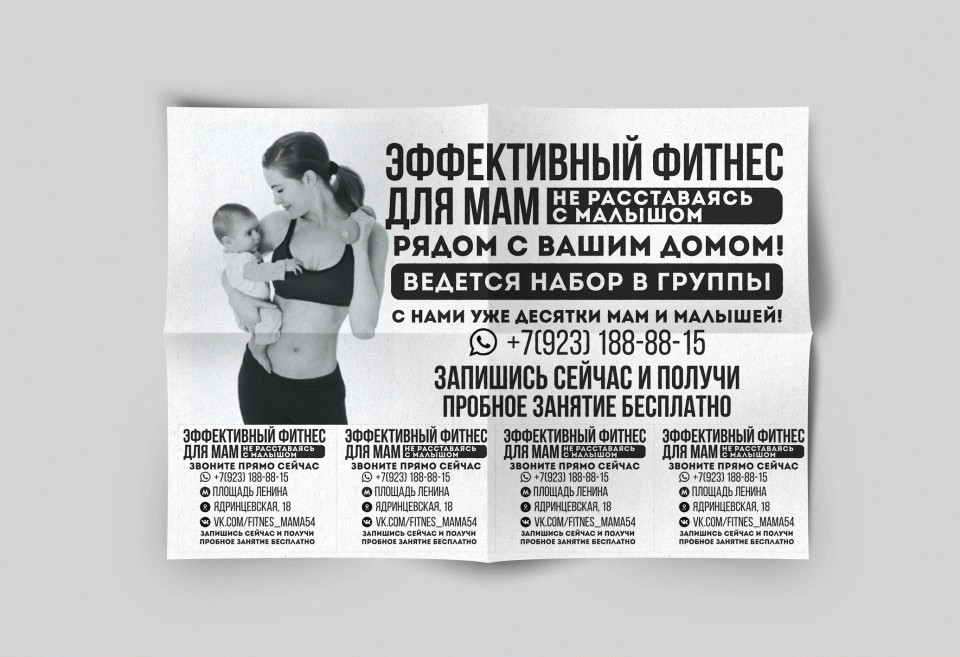 ЭФФЕКТИВНЫЙ ФИТНЕС
ДЛЯ МАМ НЕ РАССТАВАЯСЬ
С МАЛЫШОМ
РЯДОМ С ВАШИМ ДОМОМ!
ВЕДЕТСЯ НАБОР В ГРУППЫ
С НАМИ УЖЕ ДЕСЯТКИ МАМ И МАЛЫШЕЙ!
+7(923) 188-88-15
ЗАПИШИСЬ СЕЙЧАС И ПОЛУЧИ
ПРОБНОЕ ЗАНЯТИЕ БЕСПЛАТНО
ЭФФЕКТИВНЫЙ ФИТНЕС
ДЛЯ МАМ НЕ РАССТАВАЯСЬ
С МАЛЫШОМ
ЗВОНИТЕ ПРЯМО СЕЙЧАС
+7(923) 188-88-15
М ПЛОЩАДЬ ЛЕНИНА
ЯДРИНЦЕВСКАЯ, 18
VK.COM/FITNES_MAMA54
ЗАПИШИСЬ СЕЙЧАС И ПОЛУЧИ
ПРОБНОЕ ЗАНЯТИЕ БЕСПЛАТНО
ЭФФЕКТИВНЫЙ ФИТНЕС
ДЛЯ МАМ НЕ РАССТАВАЯСЬ
С МАЛЫШОМ
ЗВОНИТЕ ПРЯМО СЕЙЧАС
+7(923) 188-88-15
М ПЛОЩАДЬ ЛЕНИНА
ЯДРИНЦЕВСКАЯ, 18
VK.COM/FITNES_MAMA54
ЗАПИШИСЬ СЕЙЧАС И ПОЛУЧИ
ПРОБНОЕ ЗАНЯТИЕ БЕСПЛАТНО
ЭФФЕКТИВНЫЙ ФИТНЕС
ДЛЯ МАМ НЕ РАССТАВАЯСЬ
С МАЛЫШОМ
ЗВОНИТЕ ПРЯМО СЕЙЧАС
+7(923) 188-88-15
М ПЛОЩАДЬ ЛЕНИНА
ЯДРИНЦЕВСКАЯ, 18
VK.COM/FITNES_MAMA54
ЗАПИШИСЬ СЕЙЧАС И ПОЛУЧИ
ПРОБНОЕ ЗАНЯТИЕ БЕСПЛАТНО
ЭФФЕКТИВНЫЙ ФИТНЕС
ДЛЯ МАМ НЕ РАССТАВАЯСЬ
С МАЛЫШОМ
ЗВОНИТЕ ПРЯМО СЕЙЧАС
+7(923) 188-88-15
М ПЛОЩАДЬ ЛЕНИНА
ЯДРИНЦЕВСКАЯ, 18
VK.COM/FITNES_MAMA54
ЗАПИШИСЬ СЕЙЧАС И ПОЛУЧИ
ПРОБНОЕ ЗАНЯТИЕ БЕСПЛАТНО